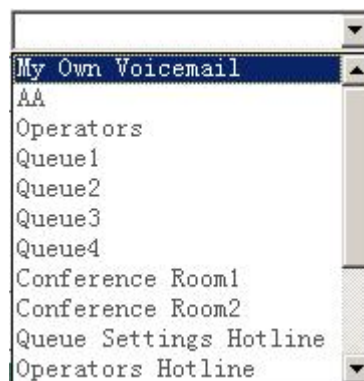 My Own Voicemail
AA
Operators
Queue1
Queue2
Queue3
Queue4
Conference Room1
Conference Room2
Queue Settings Hotline
Operators Hotline